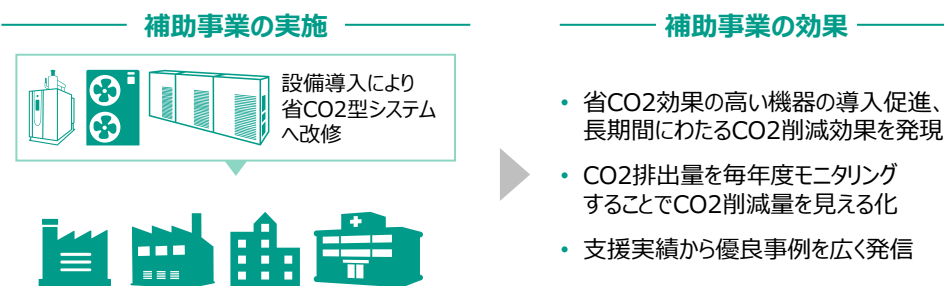 補助事業の実施
設備導入により
省CO2型システム
へ改修
補助事業の効果
• 省CO2効果の高い機器の導入促進、
長期間にわたるCO2削減効果を発現
• CO2排出量を毎年度モニタリング
することでCO2削減量を見える化
• 支援実績から優良事例を広く発信